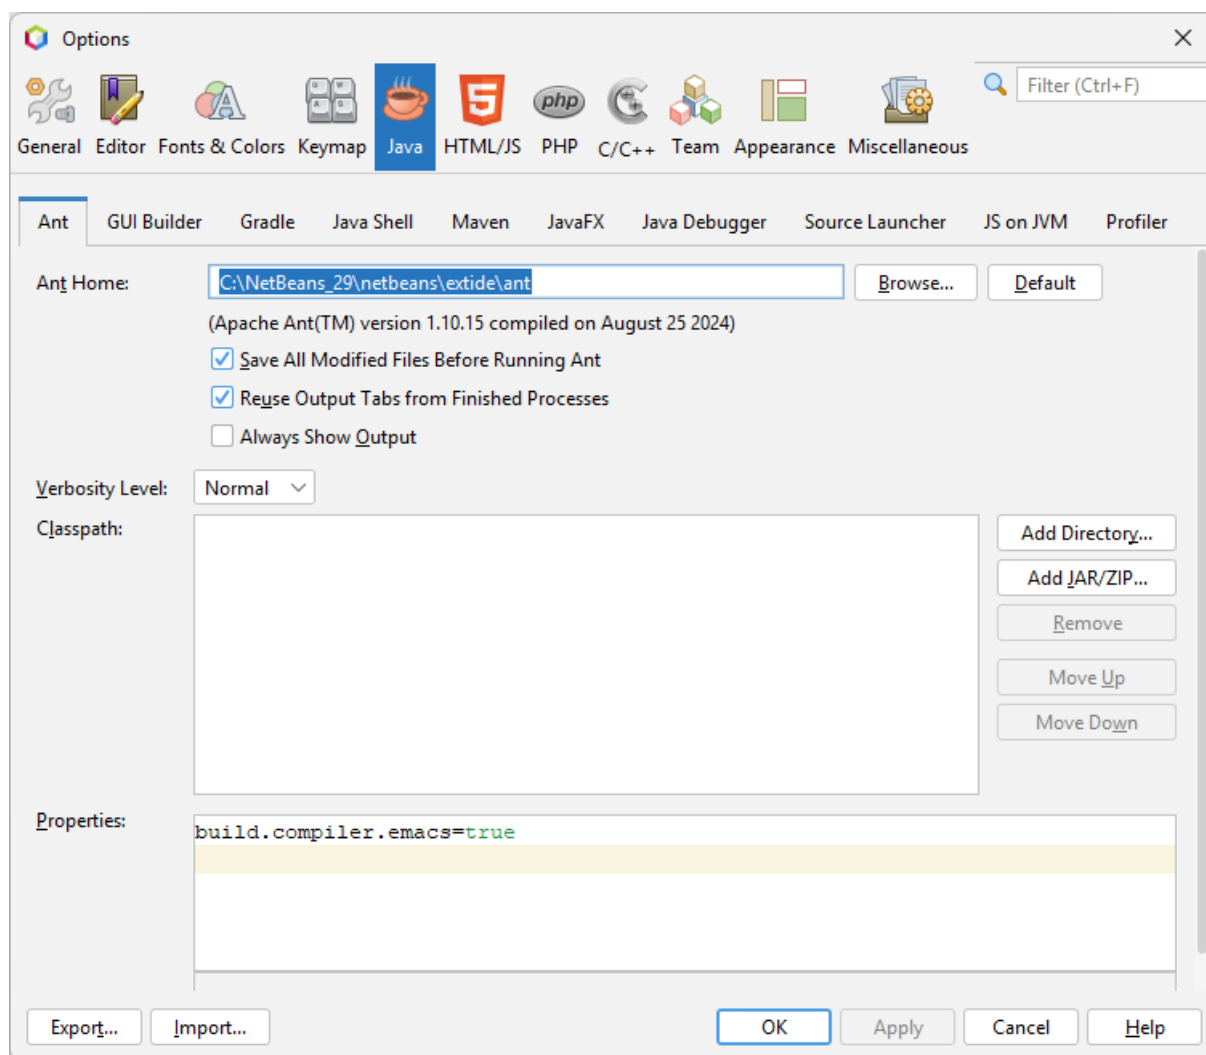 Options
Filter (Ctrl+F)
General Editor Fonts & Colors Keymap Java HTML/JS PHP C/C++ Team Appearance Miscellaneous
Ant GUI Builder Gradle Java Shell Maven JavaFX Java Debugger Source Launcher JS on JVM Profiler
Ant Home: C:\NetBeans_29\netbeans\extide\ant Browse... Default
(Apache Ant(TM) version 1.10.15 compiled on August 25 2024)
Save All Modified Files Before Running Ant
Reuse Output Tabs from Finished Processes
Always Show Output
Verbosity Level: Normal
Classpath:
Add Directory...
Add JAR/ZIP...
Remove
Move Up
Move Down
Properties:
build.compiler.emacs=true
Export... Import... OK Apply Cancel Help